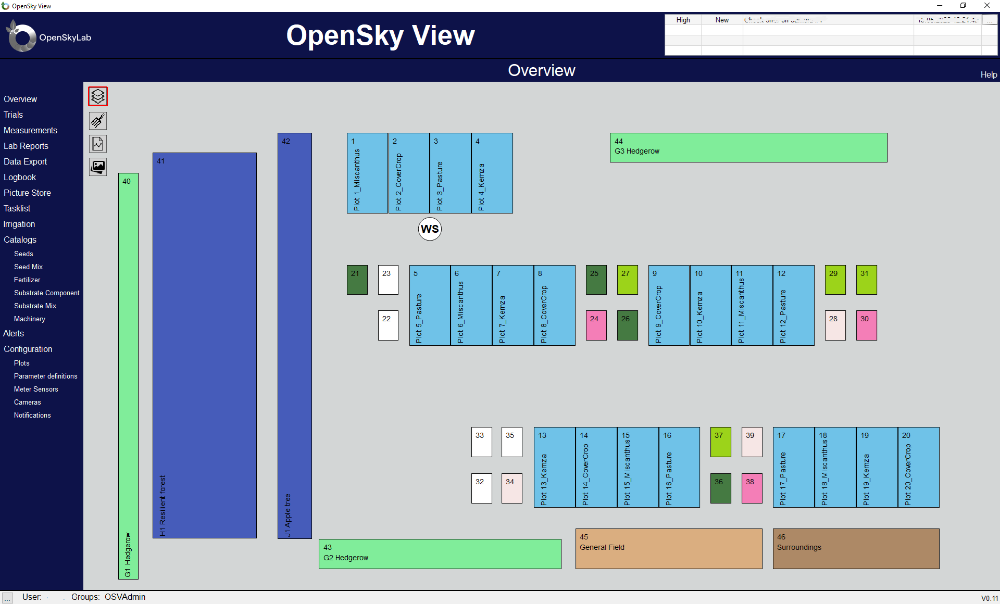 OpenSky View
OpenSkyLab
OpenSky View
High New
...
Overview
Help
Overview
Trials
Measurements
Lab Reports
Data Export
Logbook
Picture Store
Tasklist
Irrigation
Catalogs
Seeds
Seed Mix
Fertilizer
Substrate Component
Substrate Mix
Machinery
Alerts
Configuration
Plots
Parameter definitions
Meter Sensors
Cameras
Notifications
40
G1 Hedgerow
41
H1 Resilient forest
42
J1 Apple tree
1
Plot 1_Miscanthus
2
Plot 2_CoverCrop
3
Plot 3_Pasture
4
Plot 4_Kernza
WS
44
G3 Hedgerow
21
23
22
5
Plot 5_Pasture
6
Plot 6_Miscanthus
7
Plot 7_Kernza
8
Plot 8_CoverCrop
25
27
24
26
9
Plot 9_CoverCrop
10
Plot 10_Kernza
11
Plot 11_Miscanthus
12
Plot 12_Pasture
29
31
28
30
33
35
32
34
13
Plot 13_Kernza
14
Plot 14_CoverCrop
15
Plot 15_Miscanthus
16
Plot 16_Pasture
37
39
36
38
17
Plot 17_Pasture
18
Plot 18_Miscanthus
19
Plot 19_Kernza
20
Plot 20_CoverCrop
43
G2 Hedgerow
45
General Field
46
Surroundings
... User: Groups: OSVAdmin
V0.11